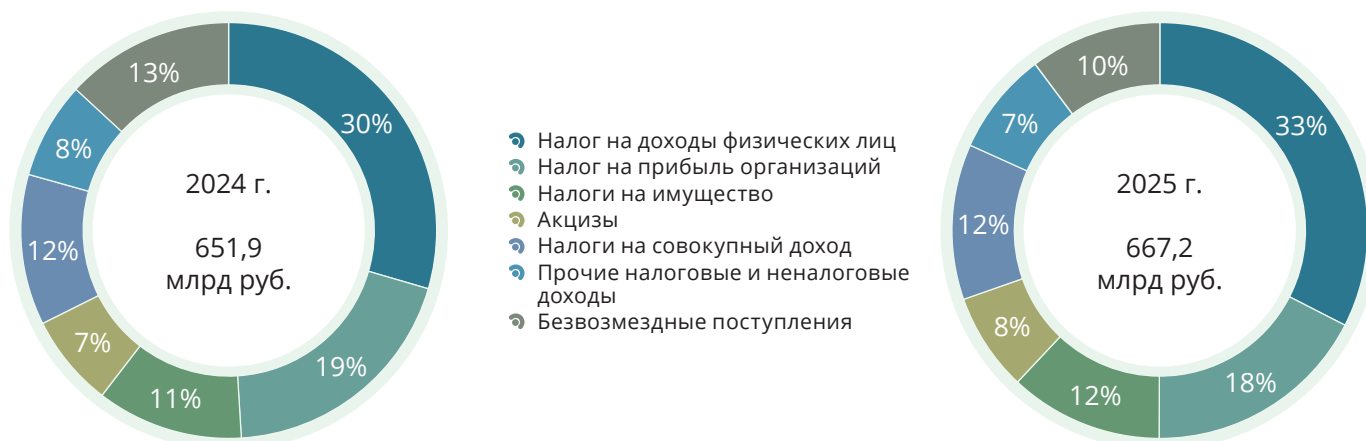 30%
19%
11%
7%
12%
8%
13%
2024 г.
651,9
млрд руб.
Налог на доходы физических лиц
Налог на прибыль организаций
Налоги на имущество
Акцизы
Налоги на совокупный доход
Прочие налоговые и неналоговые
доходы
Безвозмездные поступления
33%
18%
12%
8%
12%
7%
10%
2025 г.
667,2
млрд руб.